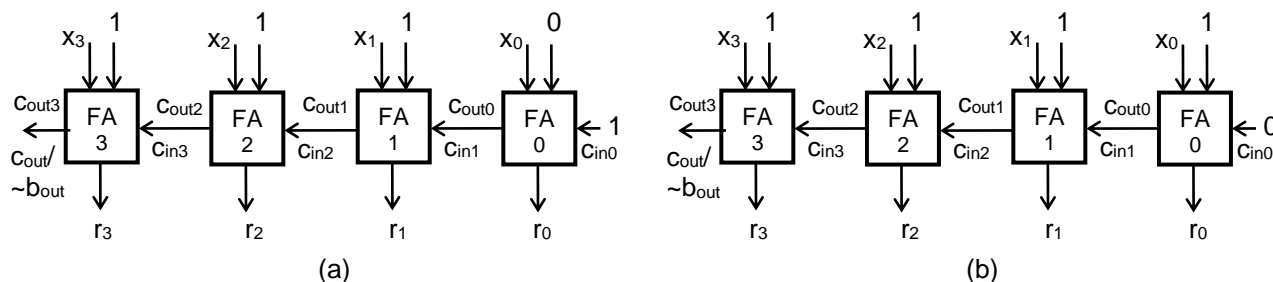 x3 1 x2 1 x1 1 x0 0
cout3 FA 3 cout2 cin3 FA 2 cout1 cin2 FA 1 cout0 cin1 FA 0 1 cin0
cout/
~bout
r3 r2 r1 r0
(a)
x3 1 x2 1 x1 1 x0 1
cout3 FA 3 cout2 cin3 FA 2 cout1 cin2 FA 1 cout0 cin1 FA 0 0 cin0
cout/
~bout
r3 r2 r1 r0
(b)